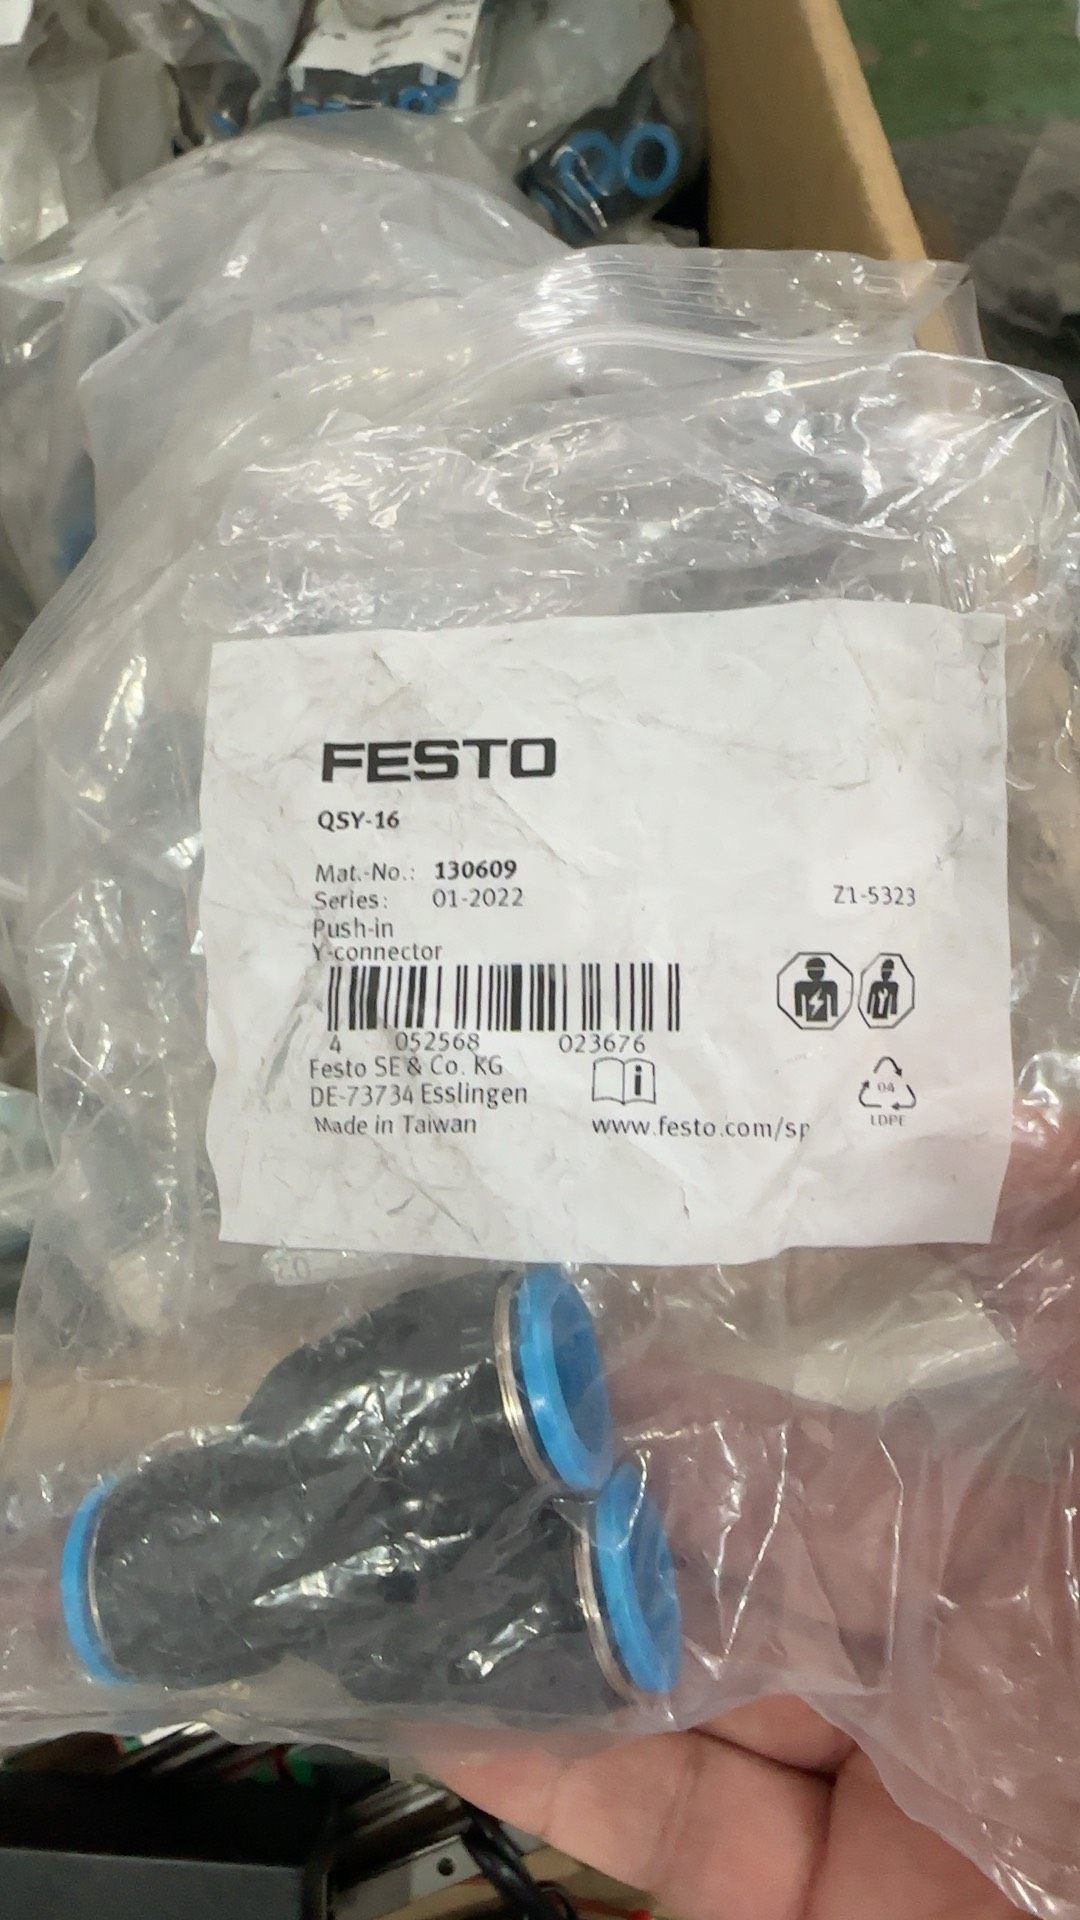 FESTO
QSY-16
Mat.-No.: 130609
Series: 01-2022
Z1-5323
Push-in
Y-connector
4 052568 023676
Festo SE & Co. KG
DE-73734 Esslingen
Made in Taiwan
www.festo.com/sp
04
LDPE